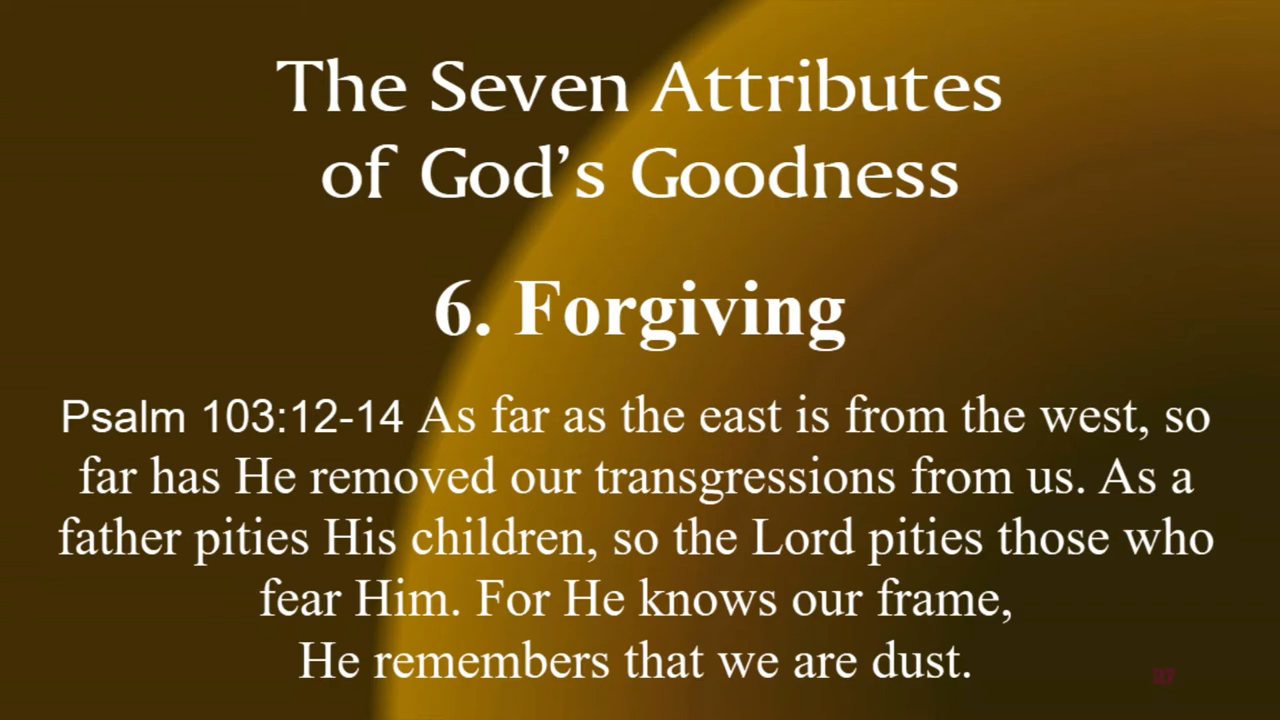 The Seven Attributes
of God’s Goodness
6. Forgiving
Psalm 103:12-14 As far as the east is from the west, so
far has He removed our transgressions from us. As a
father pities His children, so the Lord pities those who
fear Him. For He knows our frame,
He remembers that we are dust.